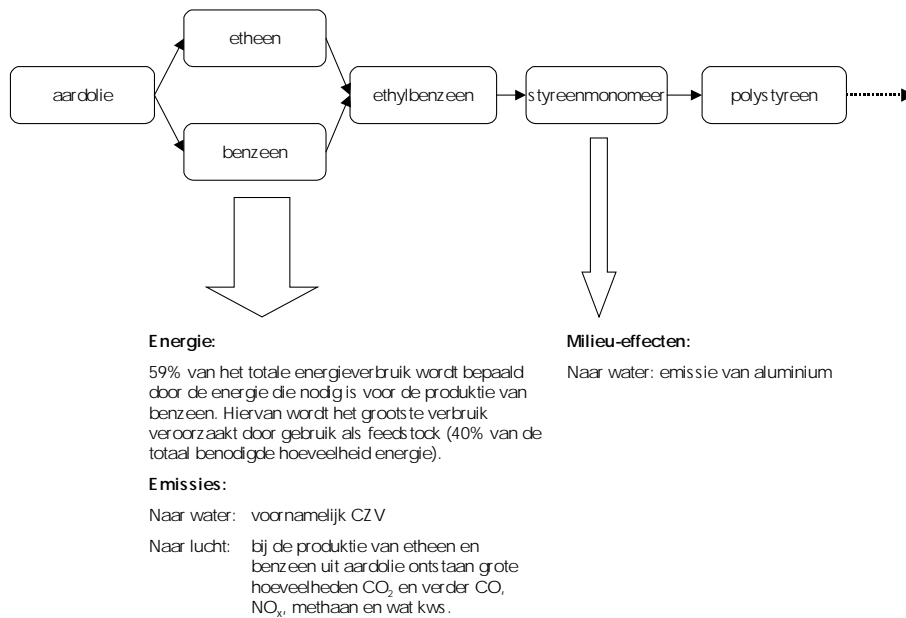 etheen
aardolie
ethylbenzeen
styreenmonomeer
polystyreen
benzeen
Energie:
59% van het totale energieverbruik wordt bepaald
door de energie die nodig is voor de produktie van
benzeen. Hiervan wordt het grootste verbruik
veroorzaakt door gebruik als feedstock (40% van de
totaal benodigde hoeveelheid energie).
Emissies:
Naar water: voornamelijk CZV
Naar lucht: bij de produktie van etheen en
benzeen uit aardolie ontstaan grote
hoeveelheden CO₂ en verder CO,
NOₓ, methaan en wat kws.
Milieu-effecten:
Naar water: emissie van aluminium